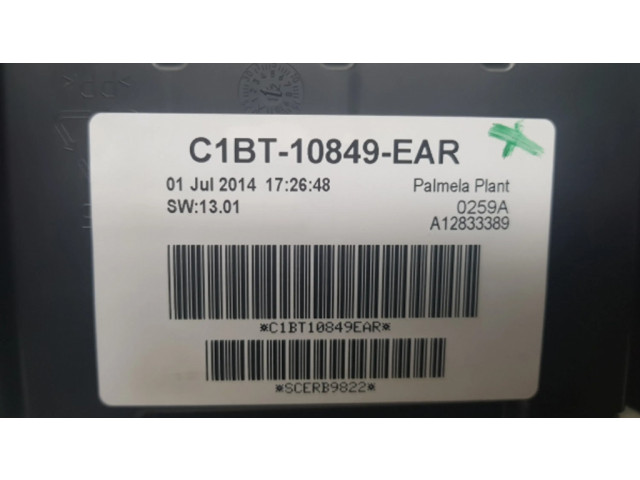 C1BT-10849-EAR
01 Jul 2014 17:26:48 Palmela Plant
SW:13.01 0259A
A12833389
*C1BT10849EAR*
*SCERB9822*